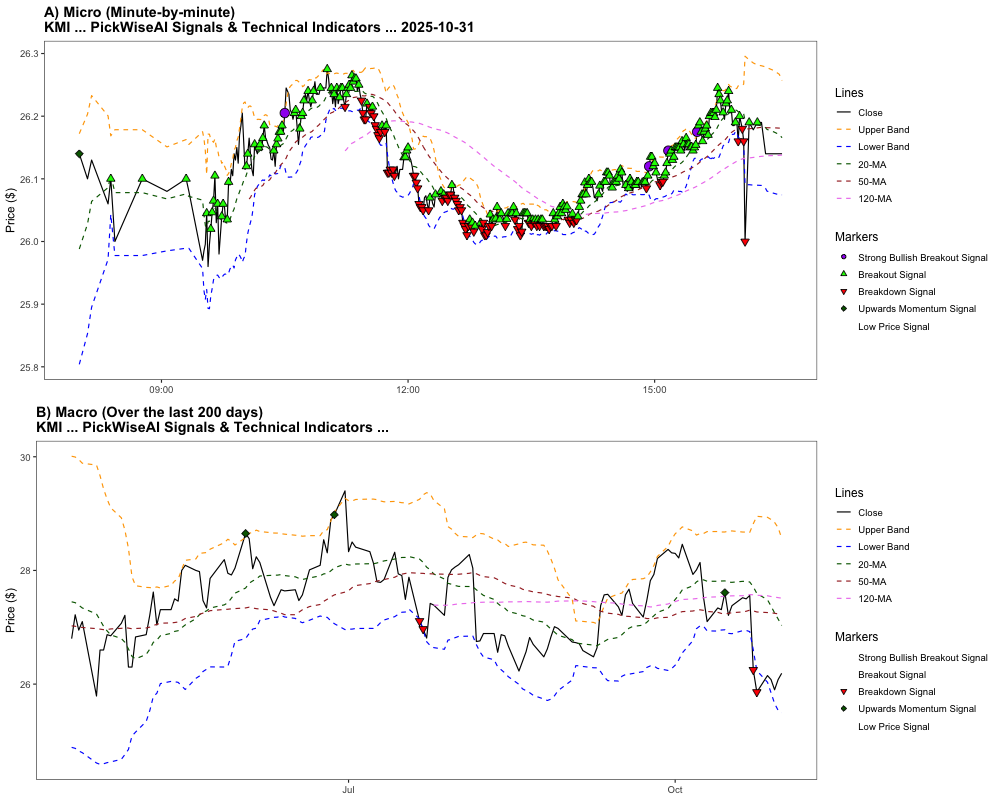 A) Micro (Minute-by-minute)
KMI ... PickWiseAI Signals & Technical Indicators ... 2025-10-31
26.3
26.2
26.1
26.0
25.9
25.8
Price ($)
09:00
12:00
15:00
Lines
Close
Upper Band
Lower Band
20-MA
50-MA
120-MA
Markers
Strong Bullish Breakout Signal
Breakout Signal
Breakdown Signal
Upwards Momentum Signal
Low Price Signal
B) Macro (Over the last 200 days)
KMI ... PickWiseAI Signals & Technical Indicators ...
30
28
26
Price ($)
Jul
Oct
Lines
Close
Upper Band
Lower Band
20-MA
50-MA
120-MA
Markers
Strong Bullish Breakout Signal
Breakout Signal
Breakdown Signal
Upwards Momentum Signal
Low Price Signal